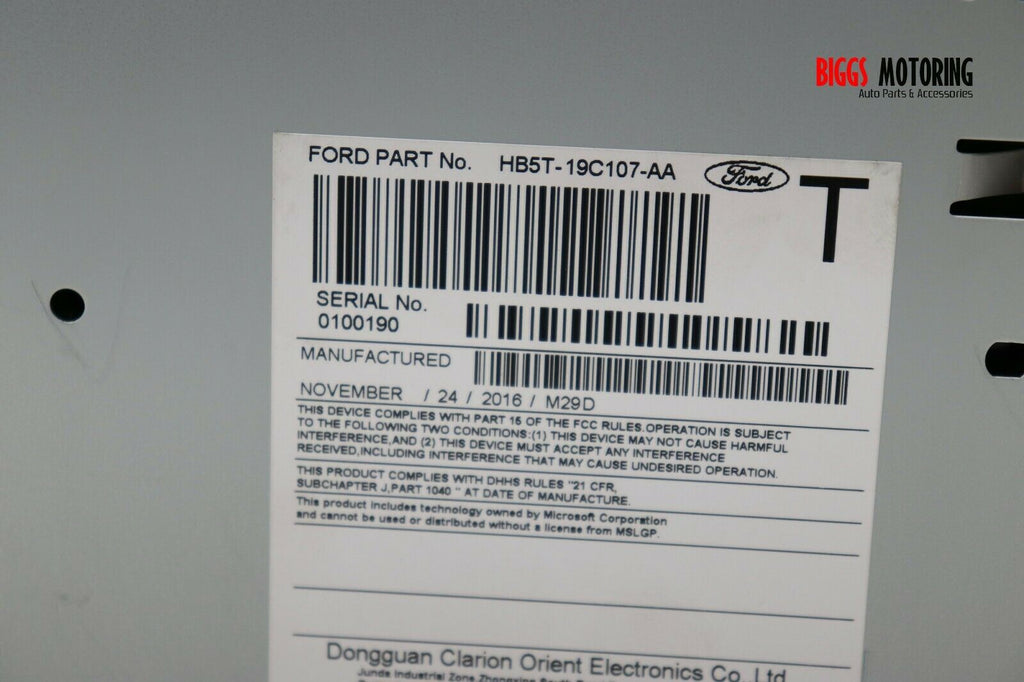 BIGGS MOTORING
Auto Parts & Accessories
FORD PART No. HB5T-19C107-AA Ford T
SERIAL No.
0100190
MANUFACTURED
NOVEMBER / 24 / 2016 / M29D
THIS DEVICE COMPLIES WITH PART 15 OF THE FCC RULES.OPERATION IS SUBJECT
TO THE FOLLOWING TWO CONDITIONS:(1) THIS DEVICE MAY NOT CAUSE HARMFUL
INTERFERENCE,AND (2) THIS DEVICE MUST ACCEPT ANY INTERFERENCE
RECEIVED,INCLUDING INTERFERENCE THAT MAY CAUSE UNDESIRED OPERATION.
THIS PRODUCT COMPLIES WITH DHHS RULES "21 CFR,
SUBCHAPTER J,PART 1040 " AT DATE OF MANUFACTURE.
This product includes technology owned by Microsoft Corporation
and cannot be used or distributed without a license from MSLGP.
Dongguan Clarion Orient Electronics Co.,Ltd
Junda Industrial Zone